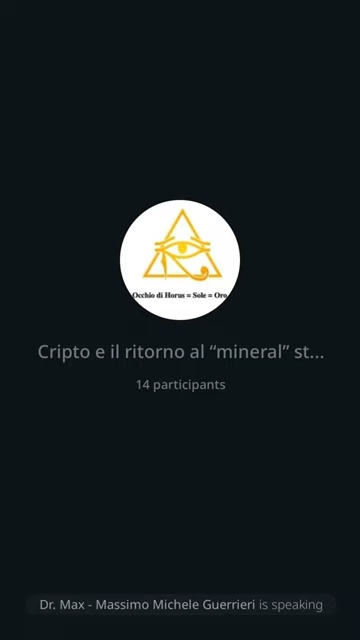 Occhio di Horus = Sole = Oro
Cripto e il ritorno al “mineral” st...
14 participants
Dr. Max - Massimo Michele Guerrieri is speaking